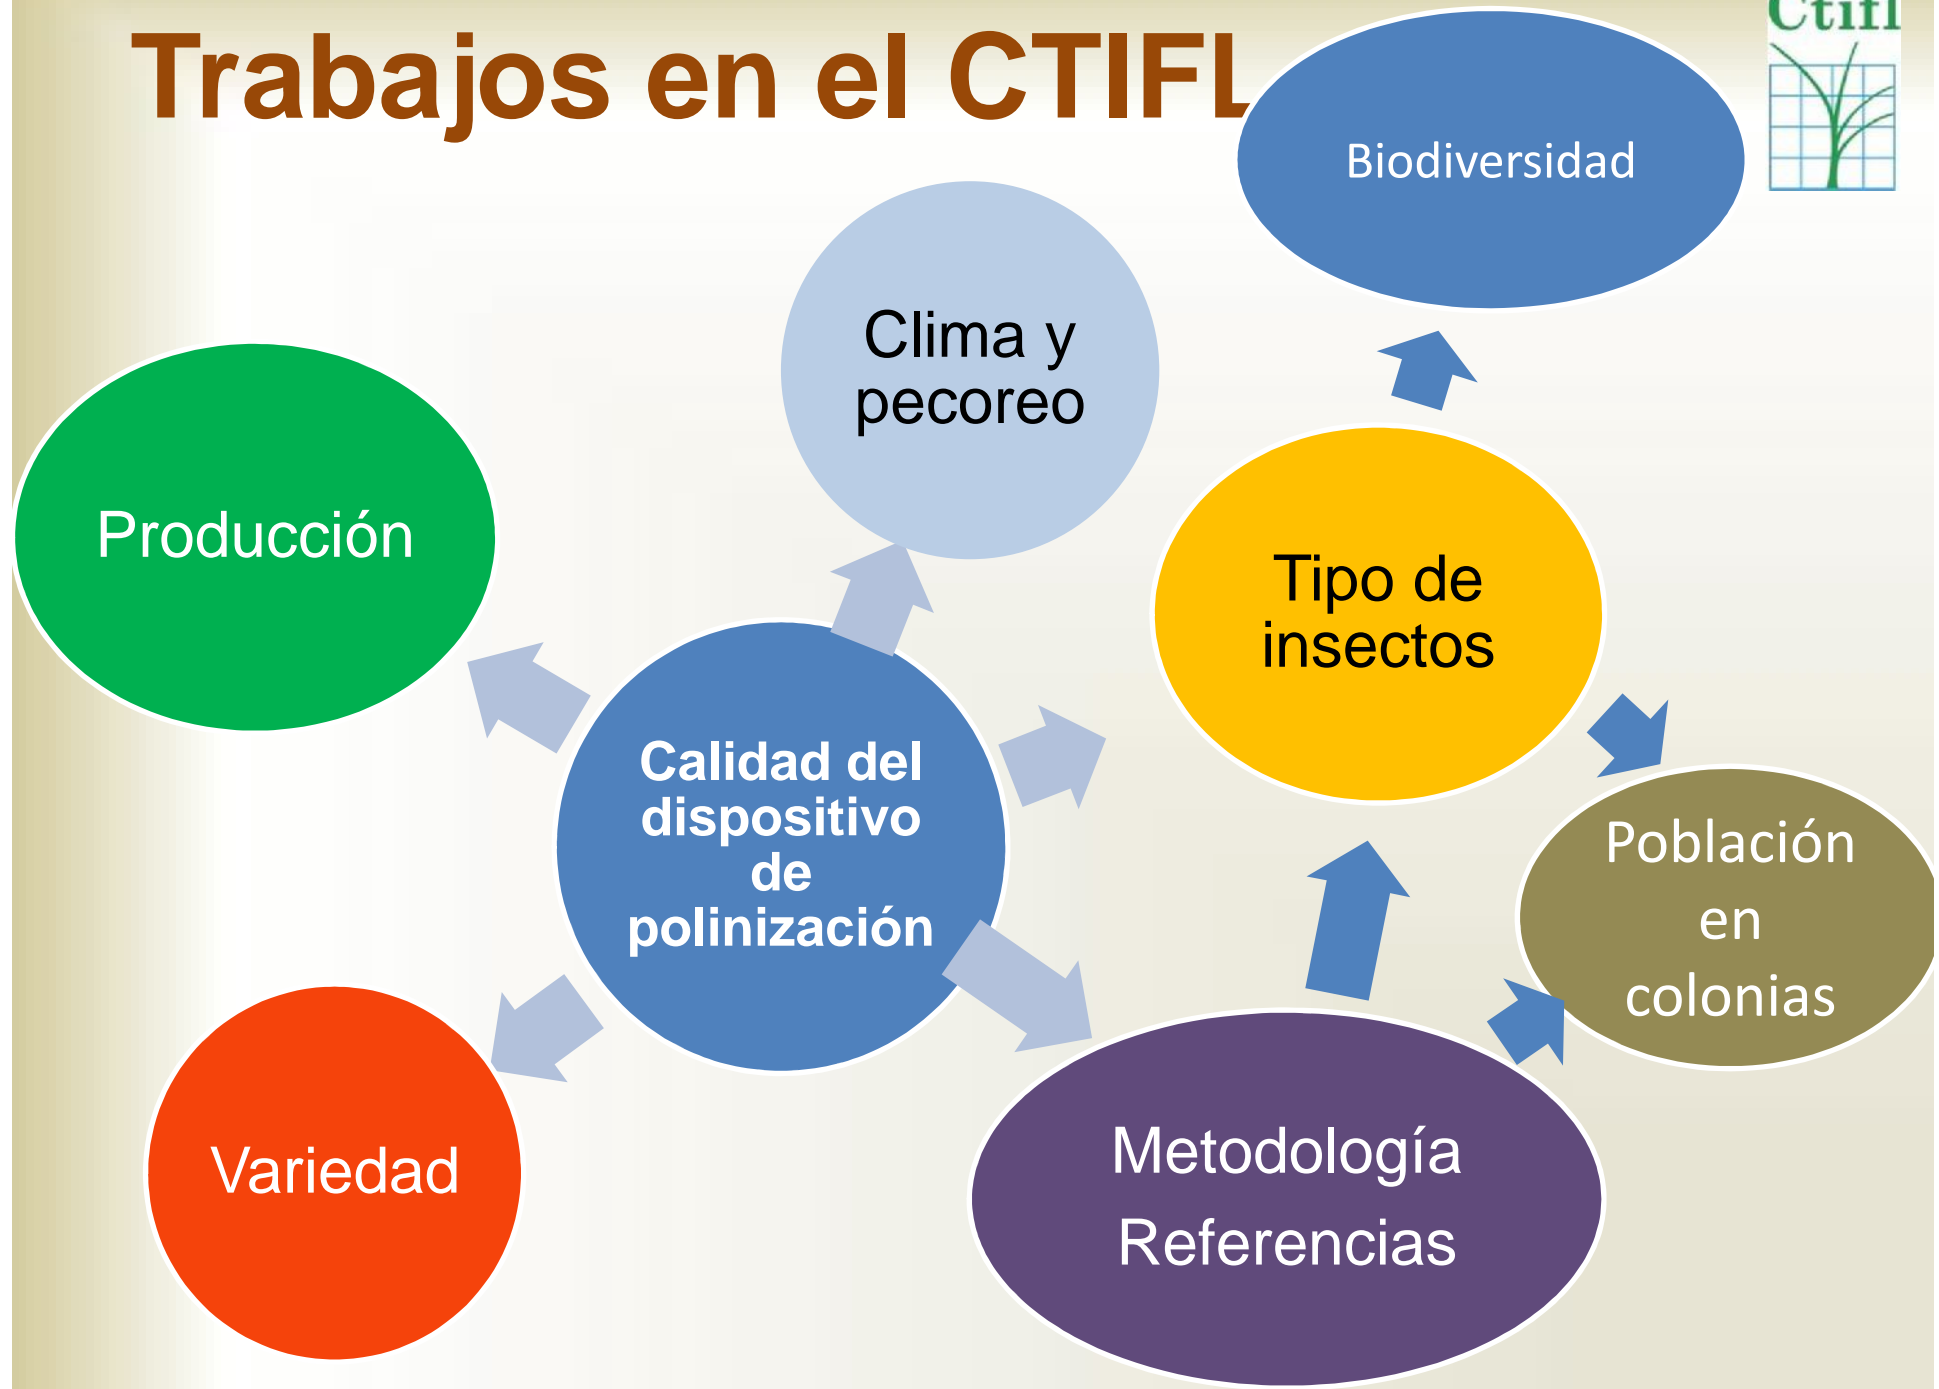 Trabajos en el CTIFL
Ctifl
Biodiversidad
Clima y
pecoreo
Producción
Tipo de
insectos
Calidad del
dispositivo
de
polinización
Población
en
colonias
Variedad
Metodología
Referencias